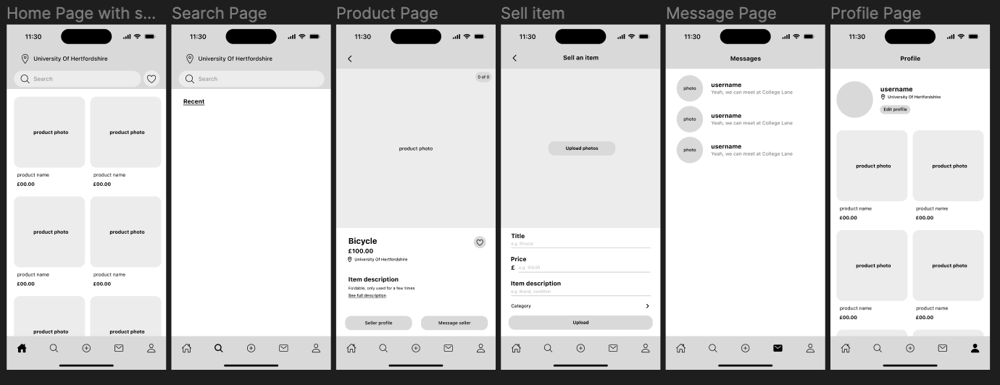 Home Page with s...
11:30
University Of Hertfordshire
Search
product photo
product photo
product name
product name
£00.00
£00.00
product photo
product photo
product name
product name
£00.00
£00.00
product photo
product photo
Search Page
11:30
University Of Hertfordshire
Search
Recent
Product Page
11:30
0 of 0
product photo
Bicycle
£100.00
University Of Hertfordshire
Item description
Foldable, only used for a few times
See full description
Seller profile
Message seller
Sell item
11:30
Sell an item
Upload photos
Title
e.g. Bicycle
Price
£ e.g. 100.00
Item description
e.g. Brand, condition
Category
Upload
Message Page
11:30
Messages
photo
username
Yeah, we can meet at College Lane
photo
username
Yeah, we can meet at College Lane
photo
username
Yeah, we can meet at College Lane
Profile Page
11:30
Profile
username
University Of Hertfordshire
Edit profile
product photo
product photo
product name
product name
£00.00
£00.00
product photo
product photo
product name
product name
£00.00
£00.00